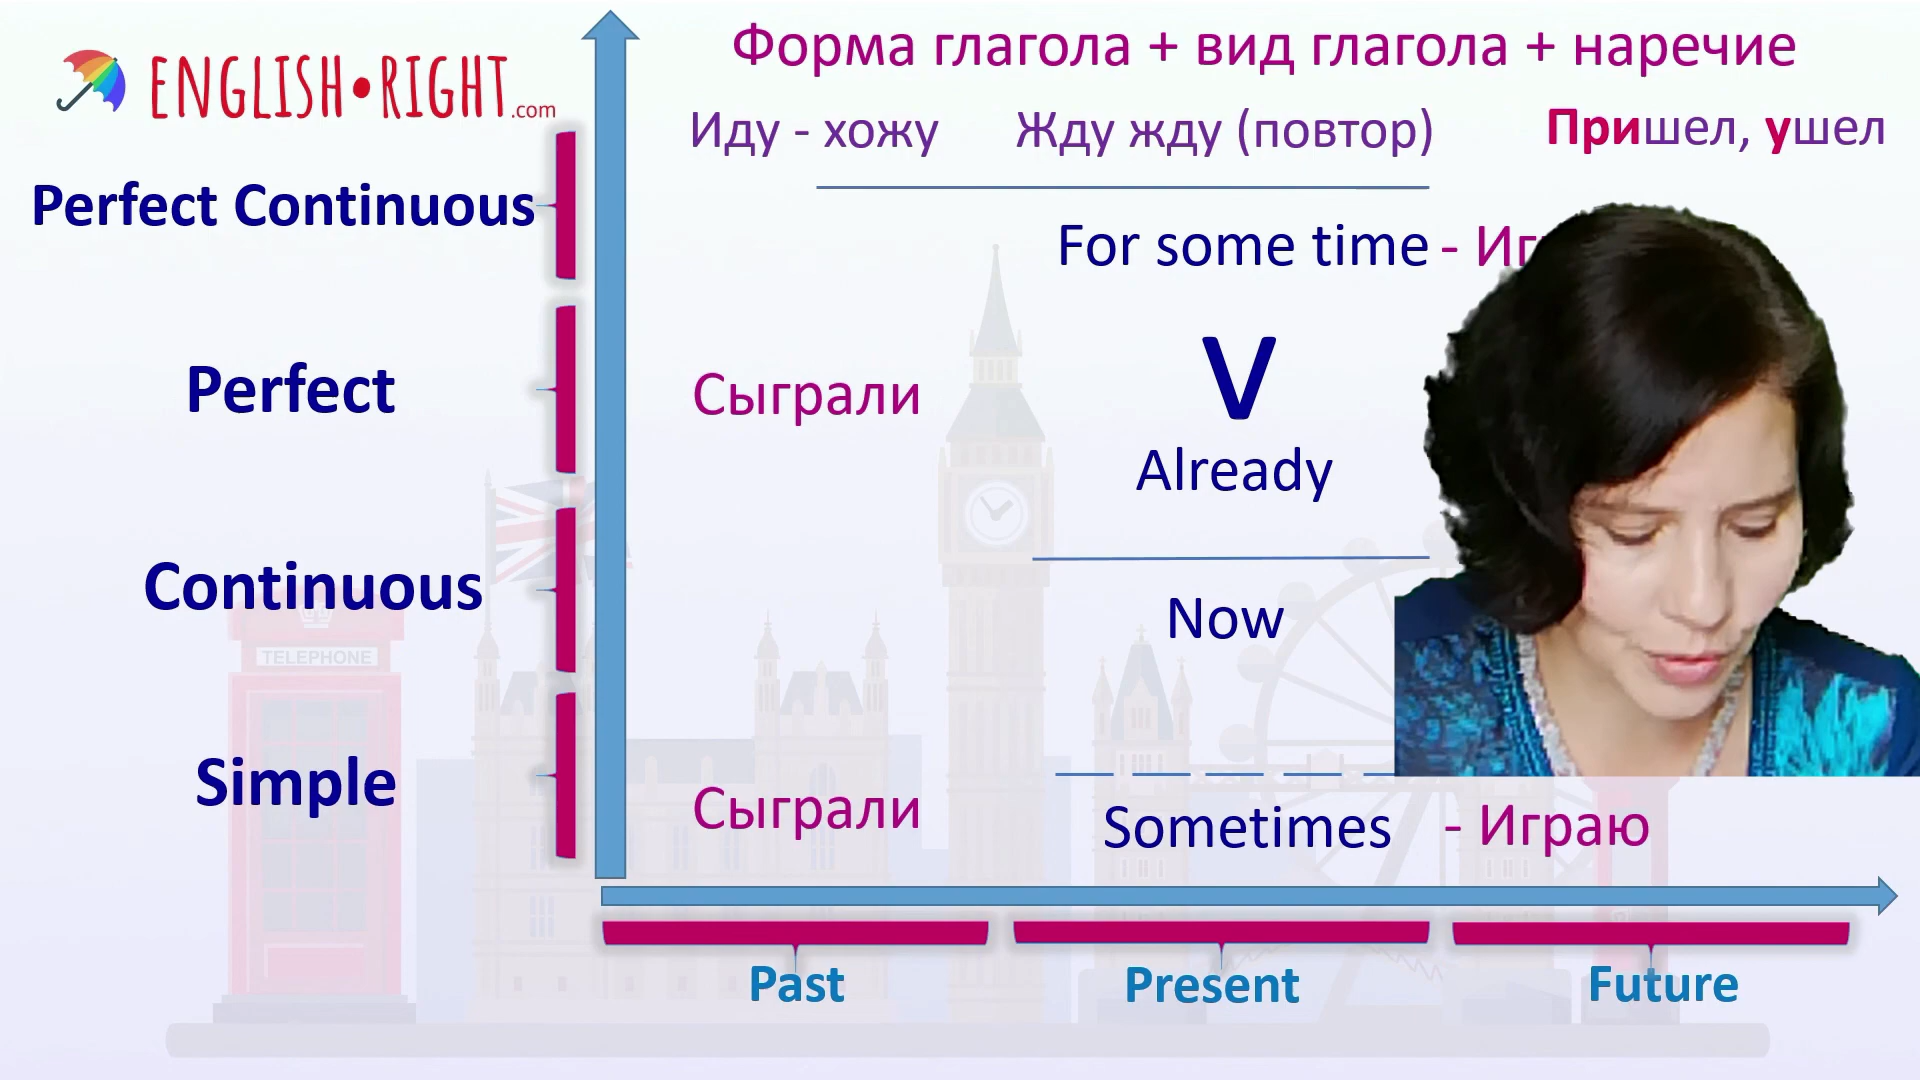 ENGLISH•RIGHT.com
Форма глагола + вид глагола + наречие
Иду - хожу Жду жду (повтор) Пришел, ушел
Perfect Continuous
For some time -
Perfect
Сыграли
V
Already
Continuous
Now
TELEPHONE
Simple
Сыграли
Sometimes - Играю
Past Present Future